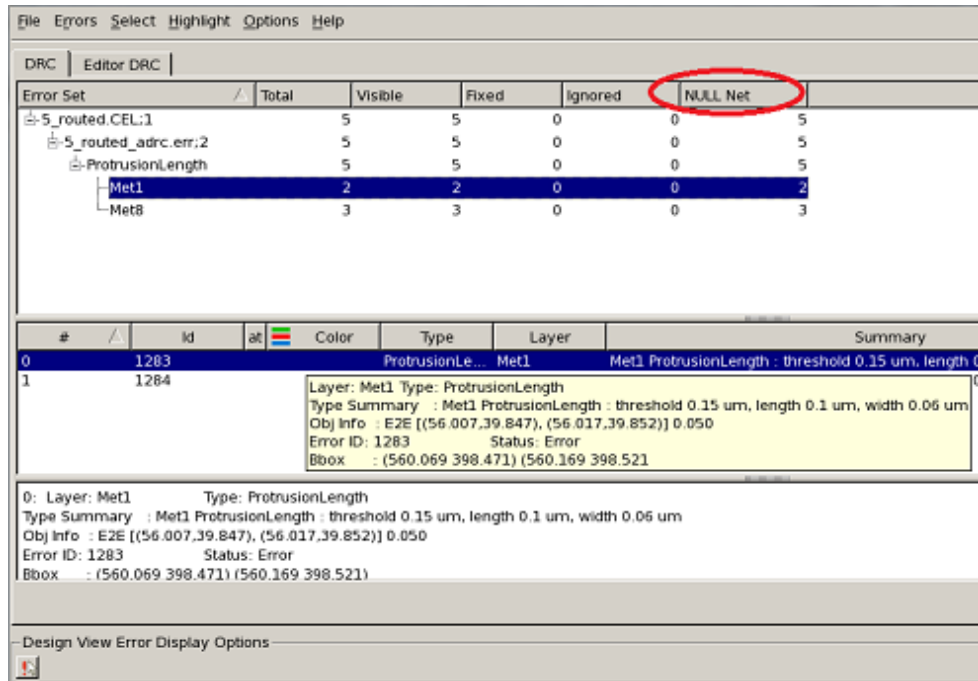 File Errors Select Highlight Options Help
DRC Editor DRC
Error Set Total Visible Fixed Ignored NULL Net
5_routed.CEL;1 5 5 0 0 5
5_routed_adrc.err;2 5 5 0 0 5
ProtrusionLength 5 5 0 0 5
Met1 2 2 0 0 2
Met8 3 3 0 0 3
# Id at Color Type Layer Summary
0 1283 ProtrusionLe... Met1 Met1 ProtrusionLength : threshold 0.15 um, length 0
1 1284
Layer: Met1 Type: ProtrusionLength
Type Summary : Met1 ProtrusionLength : threshold 0.15 um, length 0.1 um, width 0.06 um
Obj Info : E2E [(56.007,39.847), (56.017,39.852)] 0.050
Error ID: 1283 Status: Error
Bbox : (560.069 398.471) (560.169 398.521
0: Layer: Met1 Type: ProtrusionLength
Type Summary : Met1 ProtrusionLength : threshold 0.15 um, length 0.1 um, width 0.06 um
Obj Info : E2E [(56.007,39.847), (56.017,39.852)] 0.050
Error ID: 1283 Status: Error
Bbox : (560.069 398.471) (560.169 398.521)
Design View Error Display Options